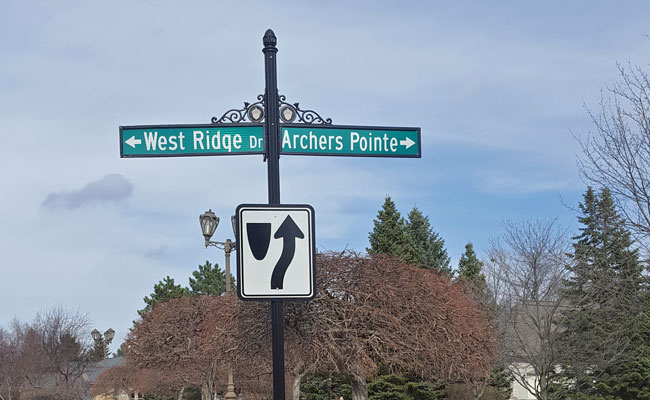 ← West Ridge Dr
Archers Pointe →